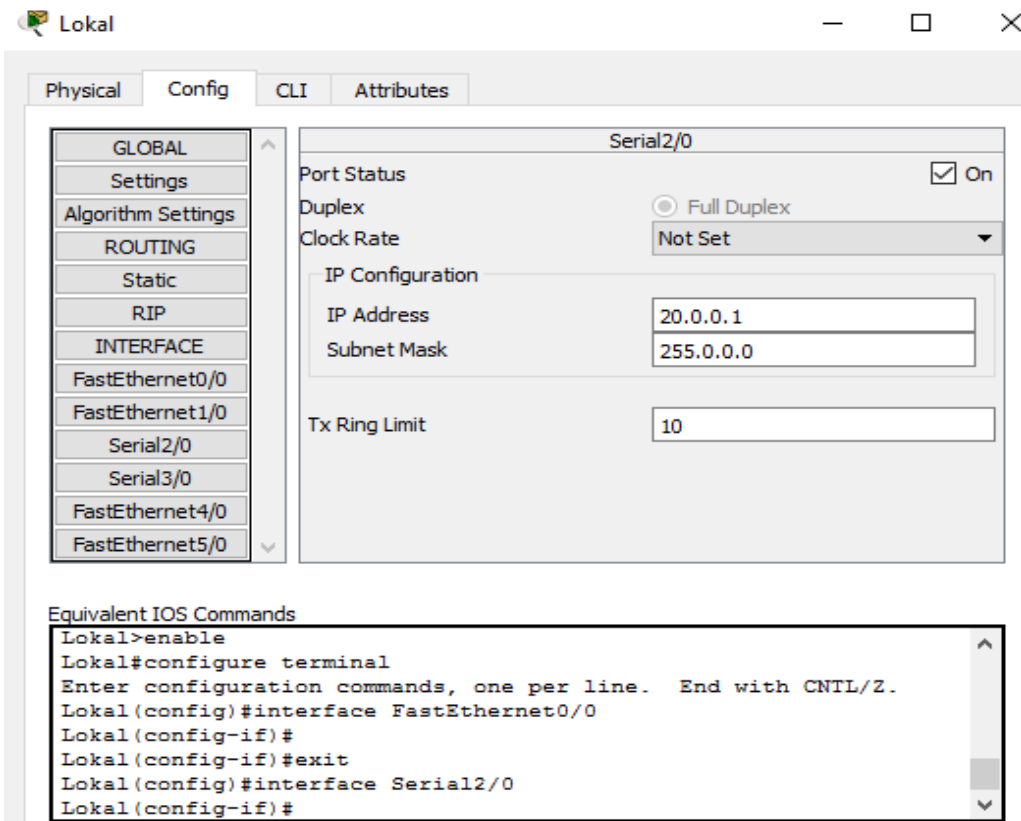 Lokal
Physical Config CLI Attributes
GLOBAL
Settings
Algorithm Settings
ROUTING
Static
RIP
INTERFACE
FastEthernet0/0
FastEthernet1/0
Serial2/0
Serial3/0
FastEthernet4/0
FastEthernet5/0
Serial2/0
Port Status On
Duplex Full Duplex
Clock Rate Not Set
IP Configuration
IP Address 20.0.0.1
Subnet Mask 255.0.0.0
Tx Ring Limit 10
Equivalent IOS Commands
Lokal>enable
Lokal#configure terminal
Enter configuration commands, one per line. End with CNTL/Z.
Lokal(config)#interface FastEthernet0/0
Lokal(config-if)#
Lokal(config-if)#exit
Lokal(config)#interface Serial2/0
Lokal(config-if)#